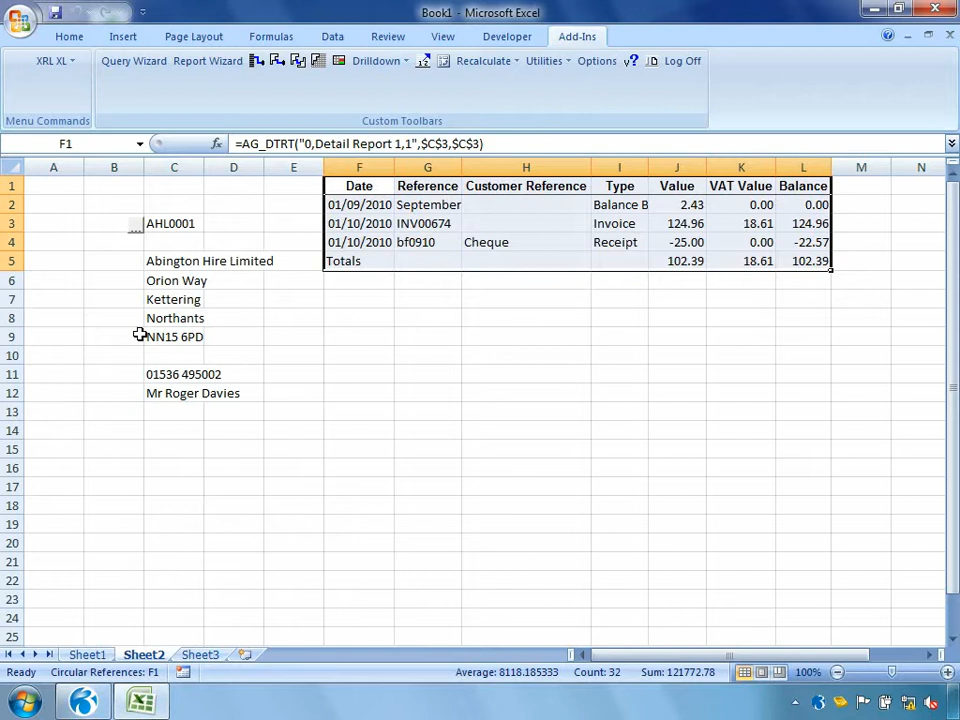 Book1 - Microsoft Excel
Home Insert Page Layout Formulas Data Review View Developer Add-Ins
XRL XL Query Wizard Report Wizard Drilldown Recalculate Utilities Options Log Off
Menu Commands Custom Toolbars
F1 fx =AG_DTRT("0,Detail Report 1,1",$C$3,$C$3)
A B C D E F G H I J K L M N
1 Date Reference Customer Reference Type Value VAT Value Balance
2 01/09/2010 September Balance B 2.43 0.00 0.00
3 ... AHL0001 01/10/2010 INV00674 Invoice 124.96 18.61 124.96
4 01/10/2010 bf0910 Cheque Receipt -25.00 0.00 -22.57
5 Abington Hire Limited Totals 102.39 18.61 102.39
6 Orion Way
7 Kettering
8 Northants
9 NN15 6PD
10
11 01536 495002
12 Mr Roger Davies
13
14
15
16
17
18
19
20
21
22
23
24
25
Sheet1 Sheet2 Sheet3
Ready Circular References: F1 Average: 8118.185333 Count: 32 Sum: 121772.78 100%